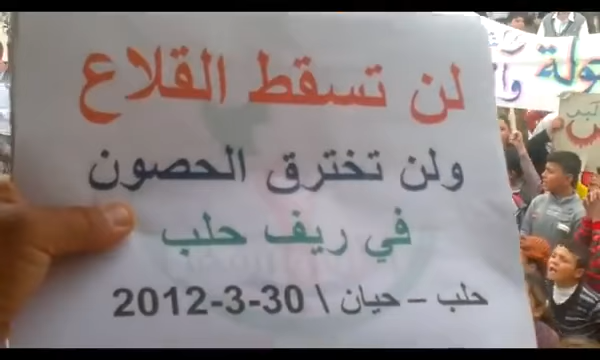 لن تسقط القلاع
ولن تخترق الحصون
في ريف حلب
حلب – حيان \ 30-3-2012